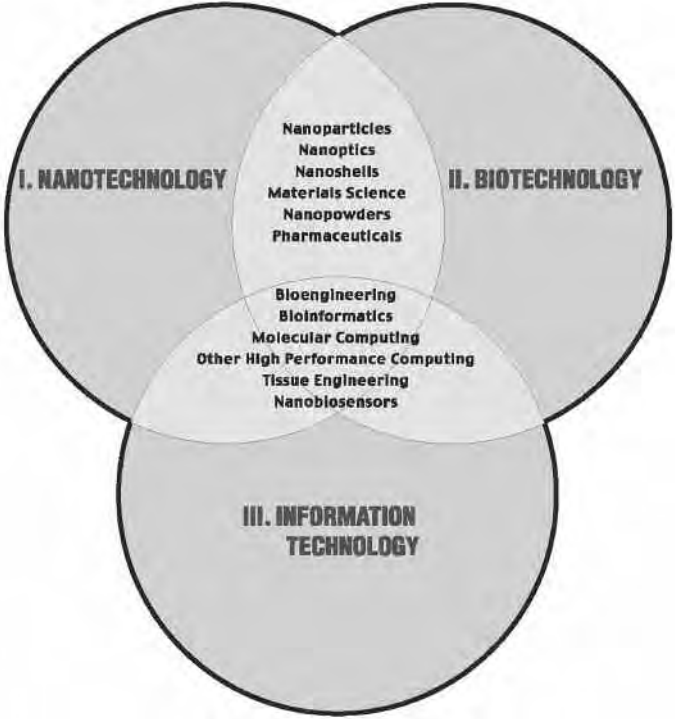 I. NANOTECHNOLOGY
Nanoparticles
Nanoptics
Nanoshells
Materials Science
Nanopowders
Pharmaceuticals
II. BIOTECHNOLOGY
Bioengineering
Bioinformatics
Molecular Computing
Other High Performance Computing
Tissue Engineering
Nanobiosensors
III. INFORMATION
TECHNOLOGY